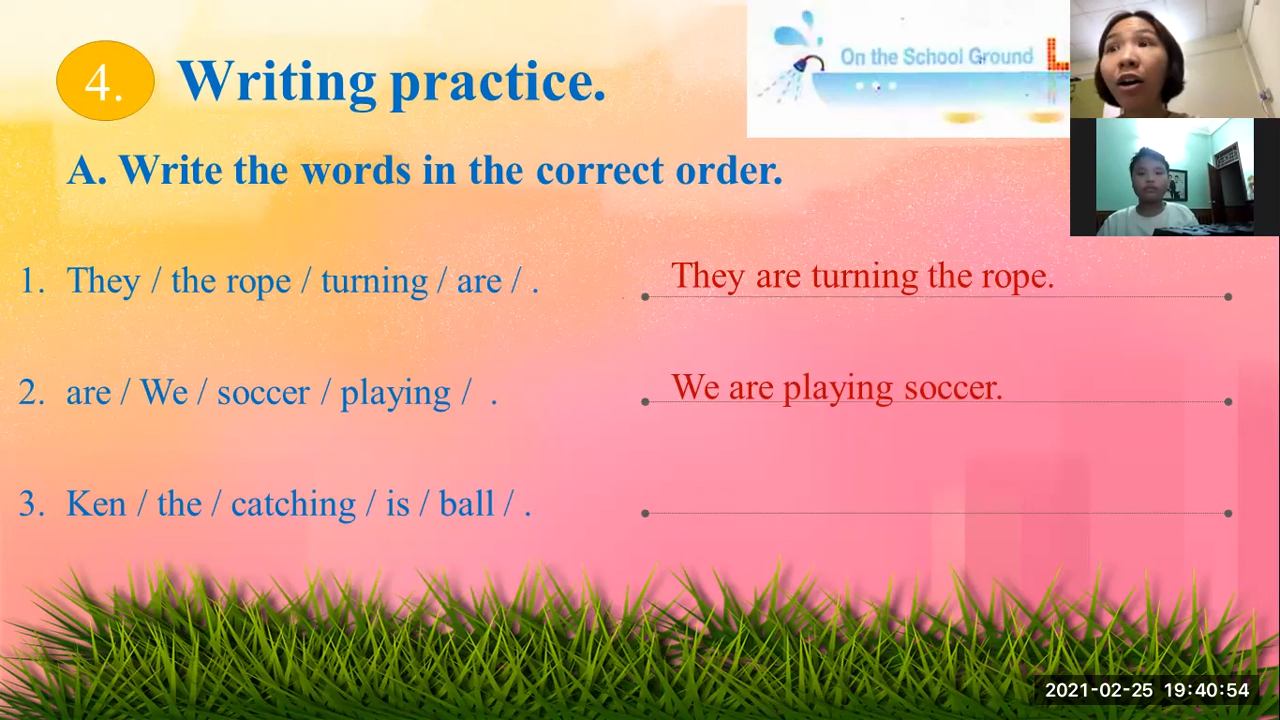 4. Writing practice.
On the School Ground
A. Write the words in the correct order.
1. They / the rope / turning / are / .
They are turning the rope.
2. are / We / soccer / playing / .
We are playing soccer.
3. Ken / the / catching / is / ball / .
2021-02-25 19:40:54